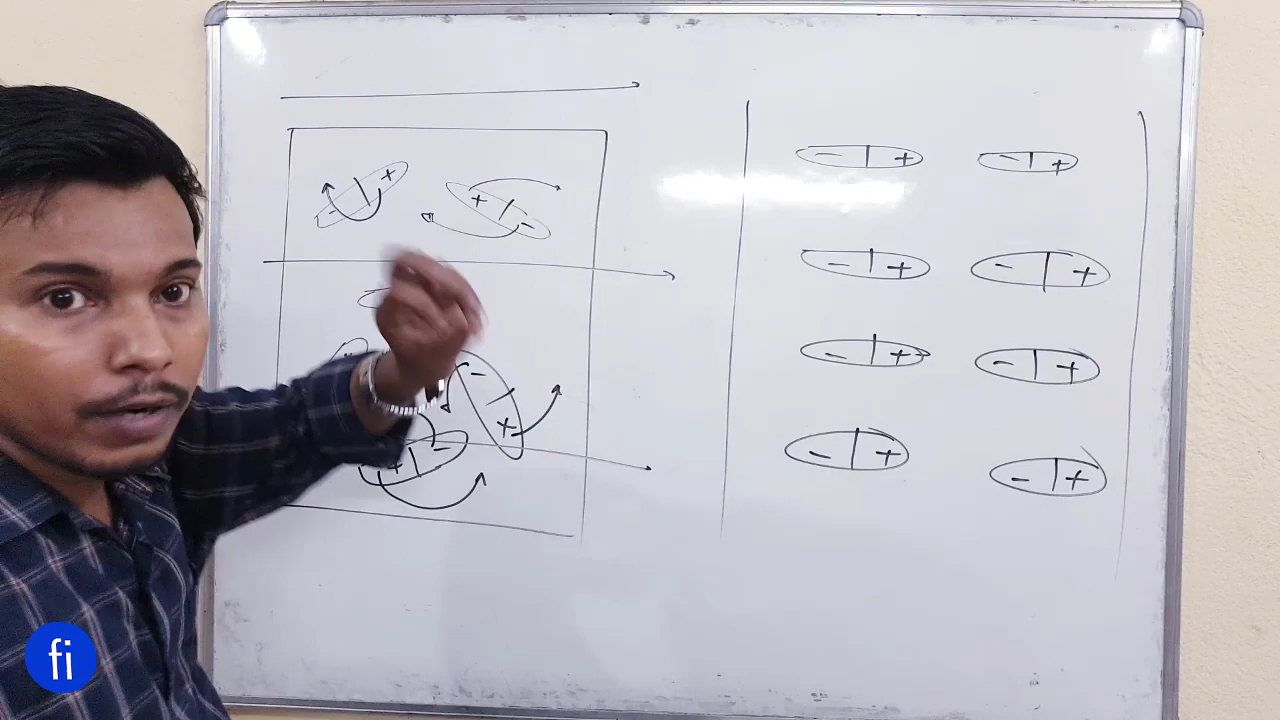 - + - +
+ + -
- + - +
- + - +
-
+
+ -
- + - +
fi